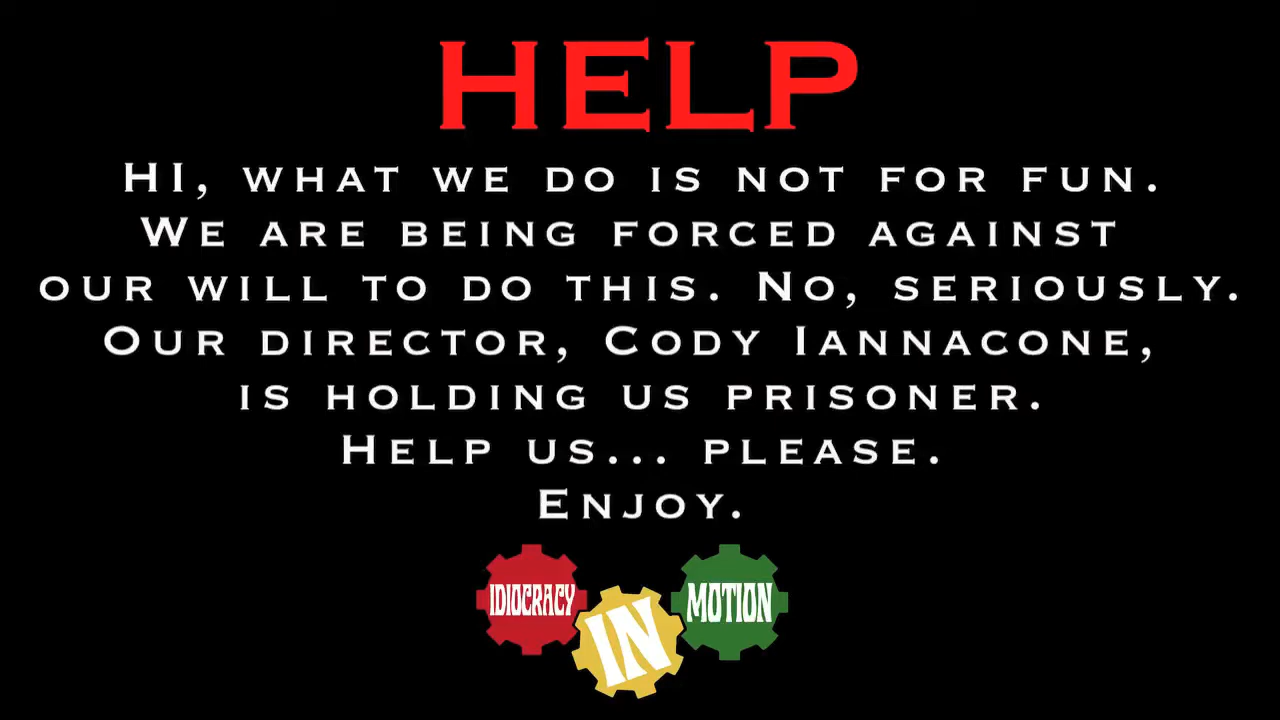 HELP
HI, WHAT WE DO IS NOT FOR FUN.
WE ARE BEING FORCED AGAINST
OUR WILL TO DO THIS. NO, SERIOUSLY.
OUR DIRECTOR, CODY IANNACONE,
IS HOLDING US PRISONER.
HELP US... PLEASE.
ENJOY.
IDIOCRACY IN MOTION